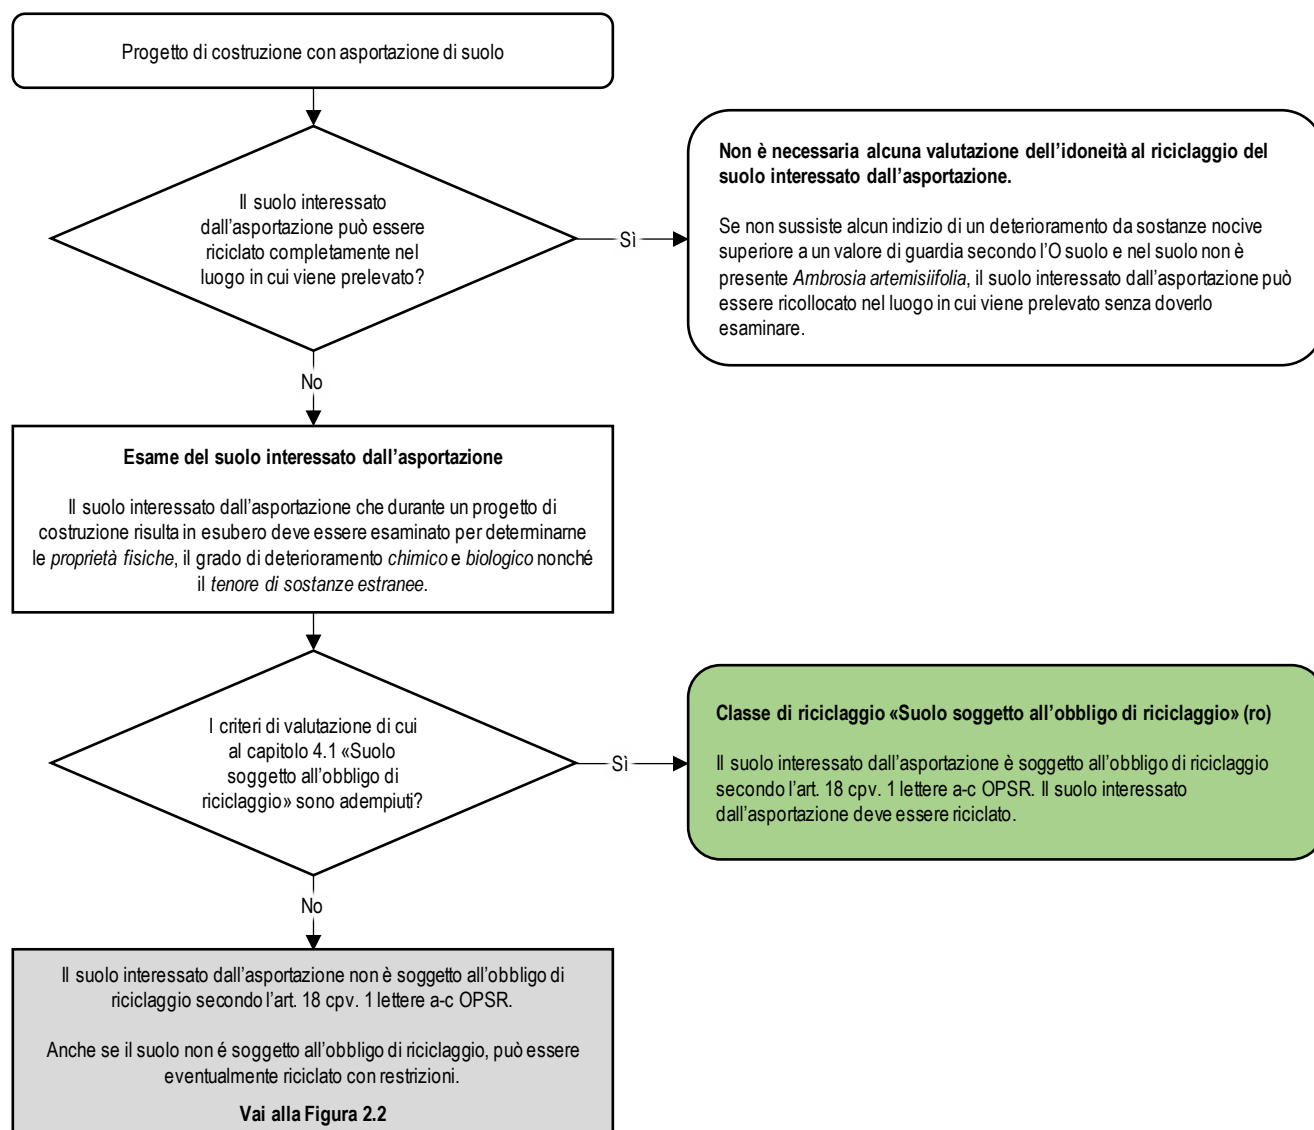 Progetto di costruzione con asportazione di suolo
Il suolo interessato
dall'asportazione può essere
riciclato completamente nel
luogo in cui viene prelevato?
Sì
Non è necessaria alcuna valutazione dell'idoneità al riciclaggio del
suolo interessato dall'asportazione.
Se non sussiste alcun indizio di un deterioramento da sostanze nocive
superiore a un valore di guardia secondo l'O suolo e nel suolo non è
presente Ambrosia artemisiifolia, il suolo interessato dall'asportazione può
essere ricollocato nel luogo in cui viene prelevato senza doverlo
esaminare.
No
Esame del suolo interessato dall'asportazione
Il suolo interessato dall'asportazione che durante un progetto di
costruzione risulta in esubero deve essere esaminato per determinarne
le proprietà fisiche, il grado di deterioramento chimico e biologico nonché
il tenore di sostanze estranee.
I criteri di valutazione di cui
al capitolo 4.1 «Suolo
soggetto all'obbligo di
riciclaggio» sono adempiuti?
Sì
Classe di riciclaggio «Suolo soggetto all'obbligo di riciclaggio» (ro)
Il suolo interessato dall'asportazione è soggetto all'obbligo di riciclaggio
secondo l'art. 18 cpv. 1 lettere a-c OPSR. Il suolo interessato
dall'asportazione deve essere riciclato.
No
Il suolo interessato dall'asportazione non è soggetto all'obbligo di
riciclaggio secondo l'art. 18 cpv. 1 lettere a-c OPSR.
Anche se il suolo non é soggetto all'obbligo di riciclaggio, può essere
eventualmente riciclato con restrizioni.
Vai alla Figura 2.2